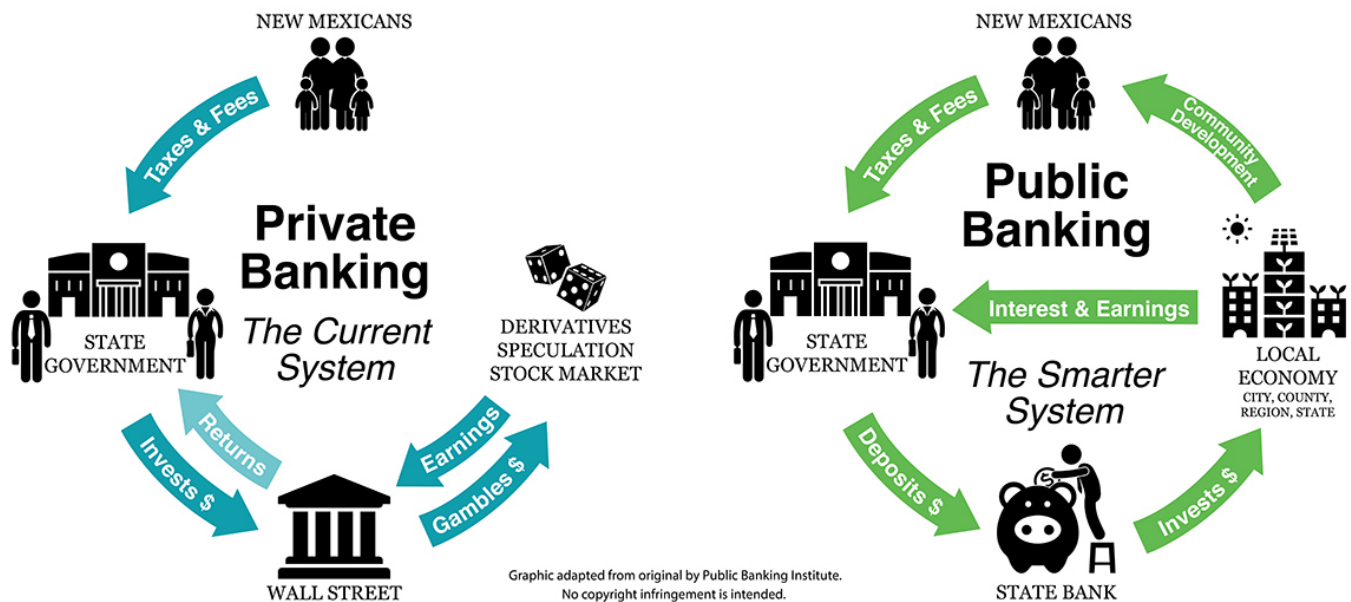 NEW MEXICANS
Taxes & Fees
Private
Banking
The Current
System
STATE
GOVERNMENT
DERIVATIVES
SPECULATION
STOCK MARKET
Invests $
Returns
Earnings
Gambles $
WALL STREET
NEW MEXICANS
Taxes & Fees
Community
Development
Public
Banking
Interest & Earnings
STATE
GOVERNMENT
The Smarter
System
LOCAL
ECONOMY
CITY, COUNTY,
REGION, STATE
Deposits $
$
Invests $
STATE BANK
Graphic adapted from original by Public Banking Institute.
No copyright infringement is intended.